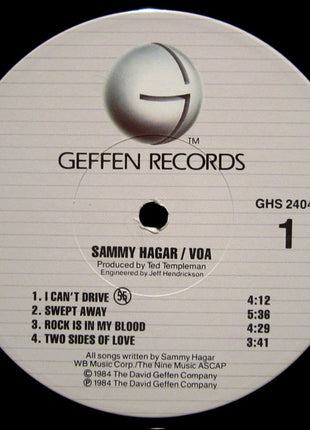 TM
GEFFEN RECORDS
GHS 2404
1
SAMMY HAGAR / VOA
Produced by Ted Templeman
Engineered by Jeff Hendrickson
1. I CAN'T DRIVE 55 4:12
2. SWEPT AWAY 5:36
3. ROCK IS IN MY BLOOD 4:29
4. TWO SIDES OF LOVE 3:41
All songs written by Sammy Hagar
WB Music Corp./The Nine Music ASCAP
© 1984 The David Geffen Company
℗ 1984 The David Geffen Company